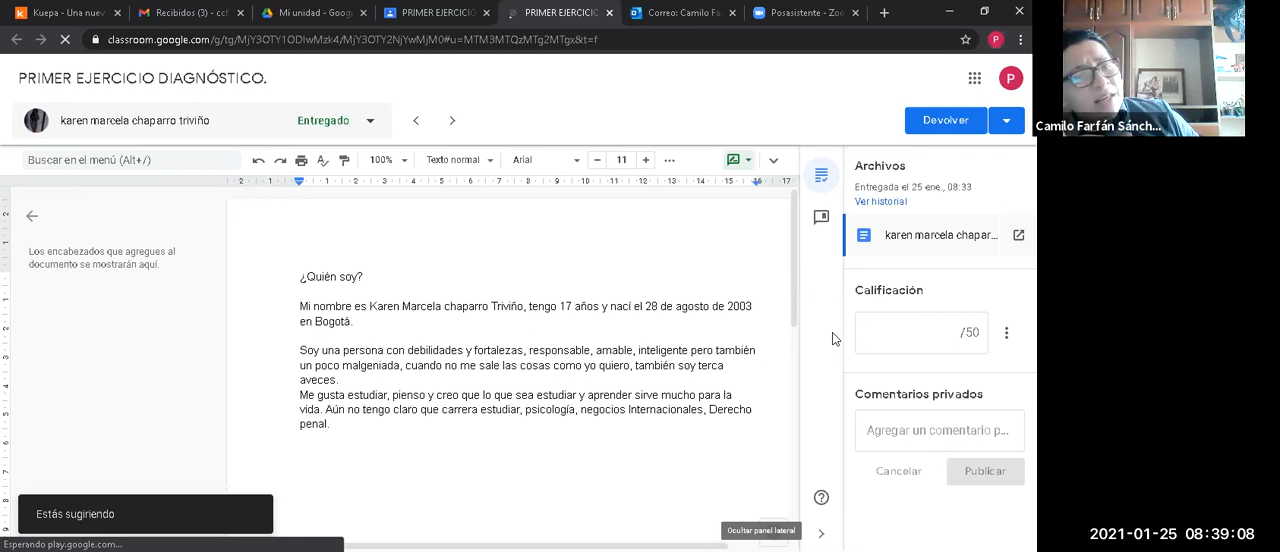 Kuepa - Una nuev
Recibidos (3) - ccf
Mi unidad - Goog
PRIMER EJERCICIO
PRIMER EJERCICIO
Correo: Camilo Fa
Posasistente - Zoo
classroom.google.com/g/tg/MjY3OTY1ODIwMzk4/MjY3OTY2NjYwMjM0#u=MTM3MTQzMTg2MTgx&t=f
P
PRIMER EJERCICIO DIAGNÓSTICO.
P
karen marcela chaparro triviño
Entregado
Devolver
Camilo Farfán Sánch...
Buscar en el menú (Alt+/)
100%
Texto normal
Arial
11
Archivos
Entregada el 25 ene., 08:33
Ver historial
karen marcela chapar...
Los encabezados que agregues al
documento se mostrarán aquí.
¿Quién soy?
Mi nombre es Karen Marcela chaparro Triviño, tengo 17 años y nací el 28 de agosto de 2003
en Bogotá.
Soy una persona con debilidades y fortalezas, responsable, amable, inteligente pero también
un poco malgeniada, cuando no me sale las cosas como yo quiero, también soy terca
aveces.
Me gusta estudiar, pienso y creo que lo que sea estudiar y aprender sirve mucho para la
vida. Aún no tengo claro que carrera estudiar, psicología, negocios Internacionales, Derecho
penal.
Calificación
/50
Comentarios privados
Agregar un comentario p...
Cancelar
Publicar
Estás sugiriendo
Ocultar panel lateral
Esperando play.google.com...
2021-01-25 08:39:08